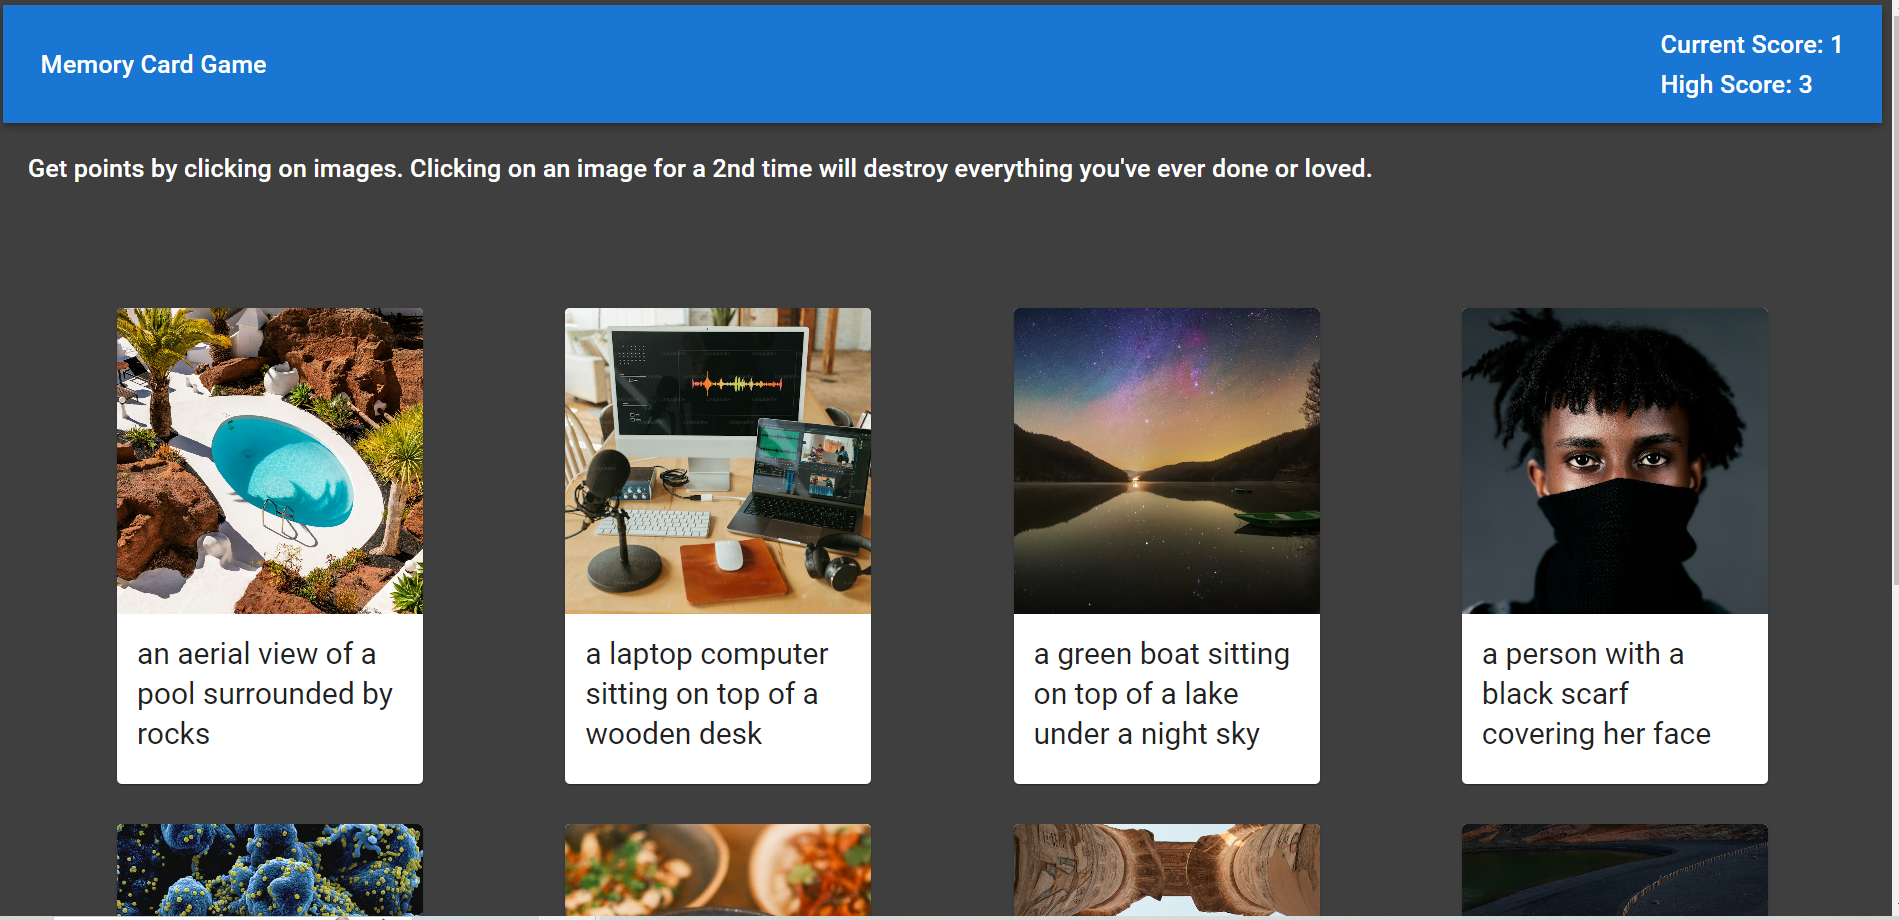 Memory Card Game
Current Score: 1
High Score: 3
Get points by clicking on images. Clicking on an image for a 2nd time will destroy everything you've ever done or loved.
an aerial view of a
pool surrounded by
rocks
a laptop computer
sitting on top of a
wooden desk
a green boat sitting
on top of a lake
under a night sky
a person with a
black scarf
covering her face